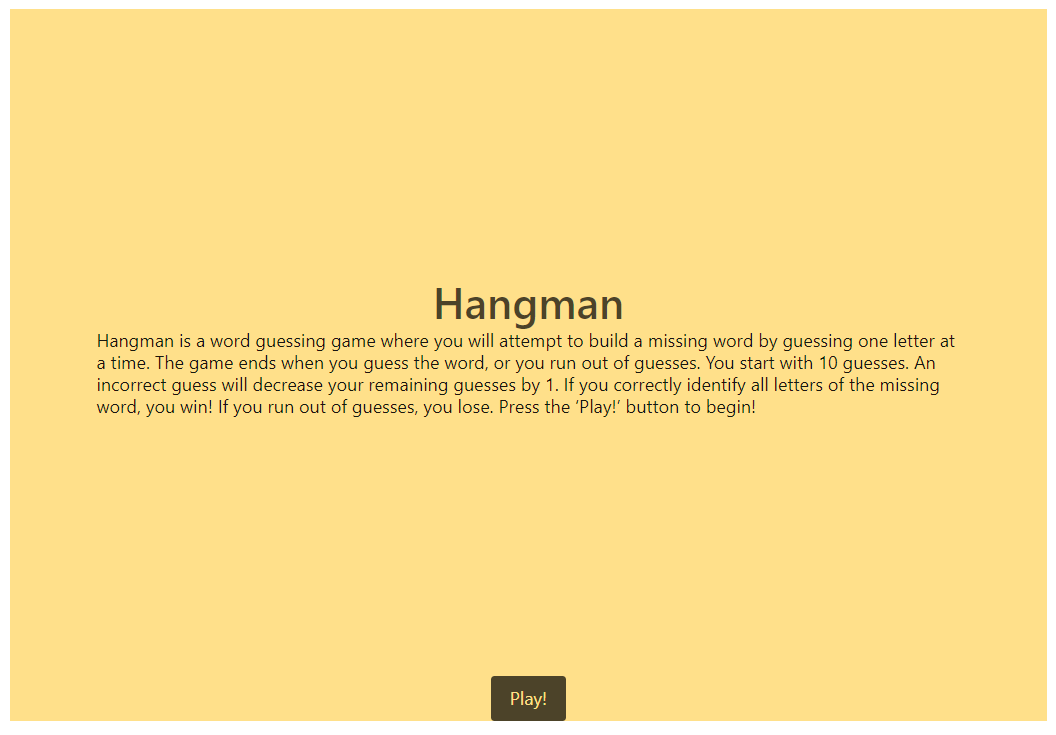 Hangman
Hangman is a word guessing game where you will attempt to build a missing word by guessing one letter at
a time. The game ends when you guess the word, or you run out of guesses. You start with 10 guesses. An
incorrect guess will decrease your remaining guesses by 1. If you correctly identify all letters of the missing
word, you win! If you run out of guesses, you lose. Press the ‘Play!’ button to begin!
Play!